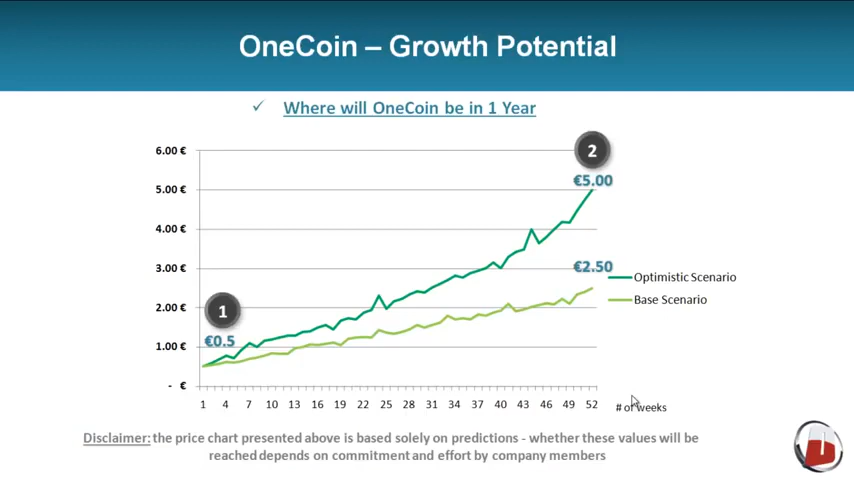 OneCoin – Growth Potential
✓ Where will OneCoin be in 1 Year
6.00 €
5.00 €
4.00 €
3.00 €
2.00 €
1.00 €
- €
2
€5.00
€2.50
1
€0.5
Optimistic Scenario
Base Scenario
1 4 7 10 13 16 19 22 25 28 31 34 37 40 43 46 49 52
# of weeks
Disclaimer: the price chart presented above is based solely on predictions - whether these values will be
reached depends on commitment and effort by company members